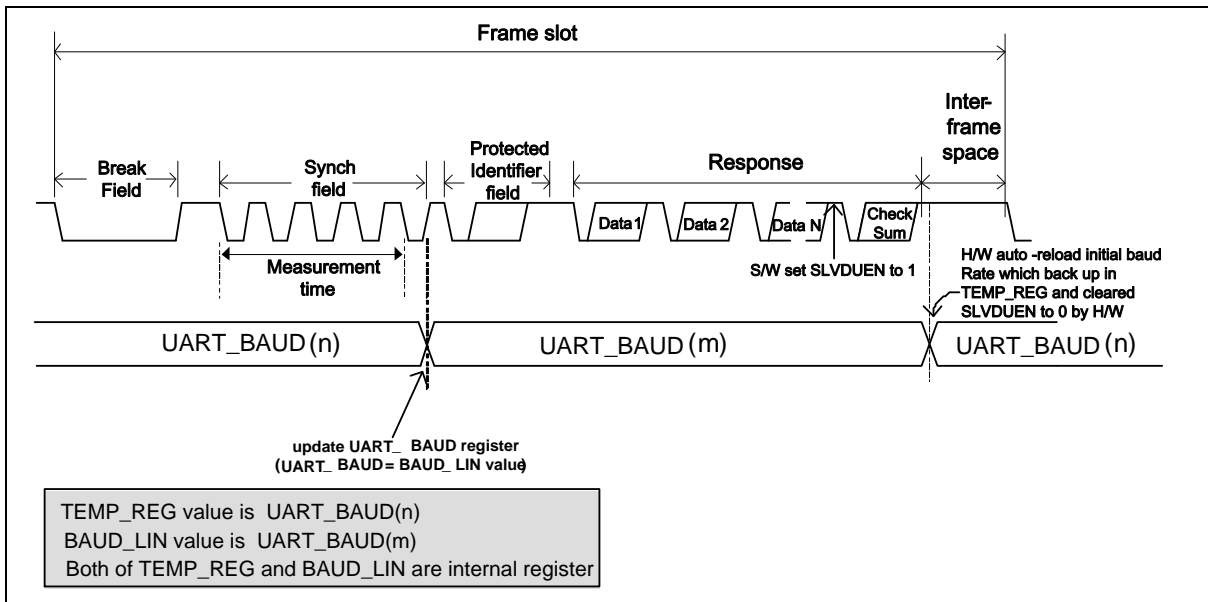 Frame slot
Inter-
frame
space
Break
Field
Synch
field
Protected
Identifier
field
Response
Data 1
Data 2
Data N
Check
Sum
Measurement
time
S/W set SLVDUEN to 1
H/W auto -reload initial baud
Rate which back up in
TEMP_REG and cleared
SLVDUEN to 0 by H/W
UART_BAUD (n)
UART_BAUD (m)
UART_BAUD (n)
update UART_ BAUD register
(UART_ BAUD = BAUD_ LIN value)
TEMP_REG value is UART_BAUD(n)
BAUD_LIN value is UART_BAUD(m)
Both of TEMP_REG and BAUD_LIN are internal register